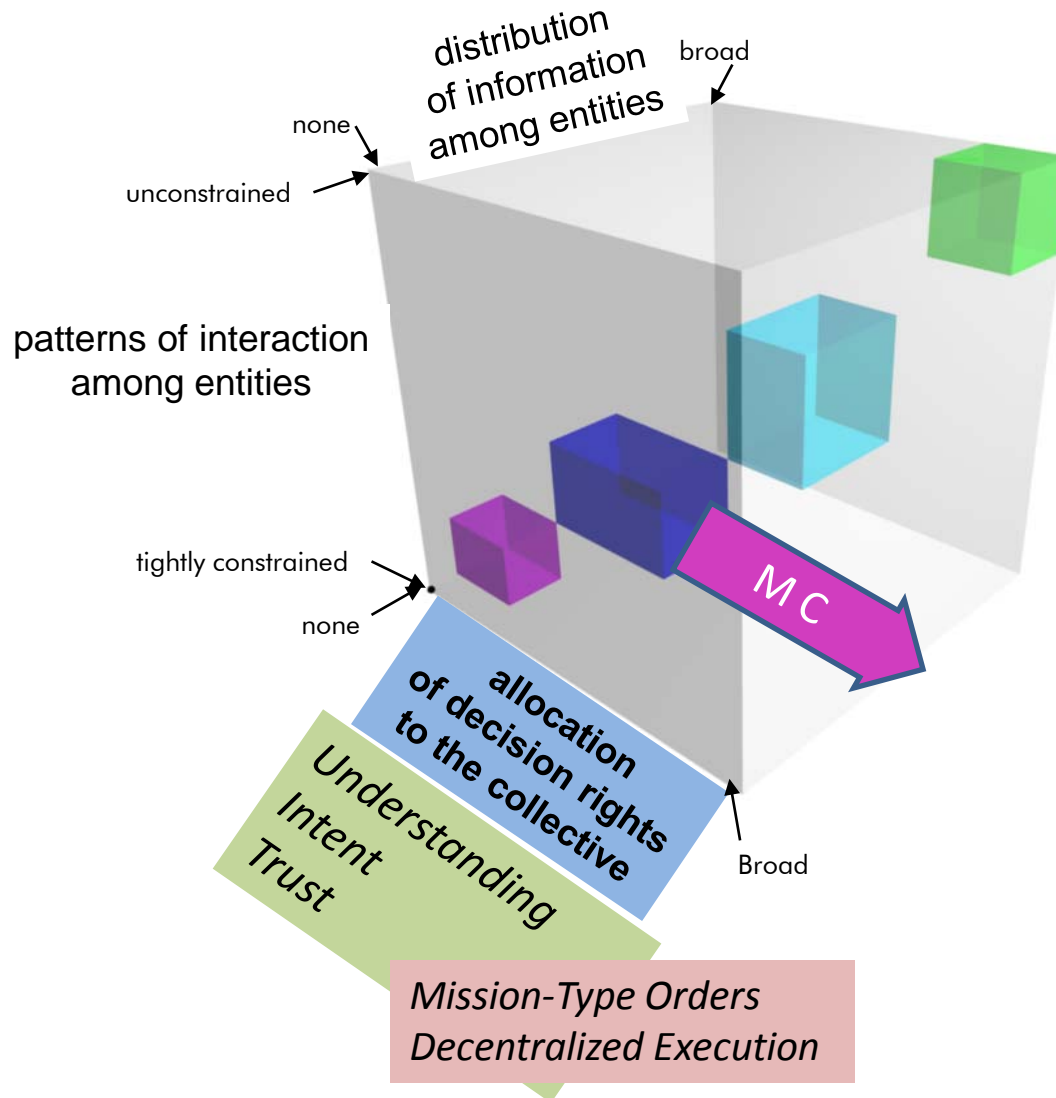 distribution
of information
among entities
broad
none
unconstrained
patterns of interaction
among entities
tightly constrained
none
M C
allocation
of decision rights
to the collective
Broad
Understanding
Intent
Trust
Mission-Type Orders
Decentralized Execution